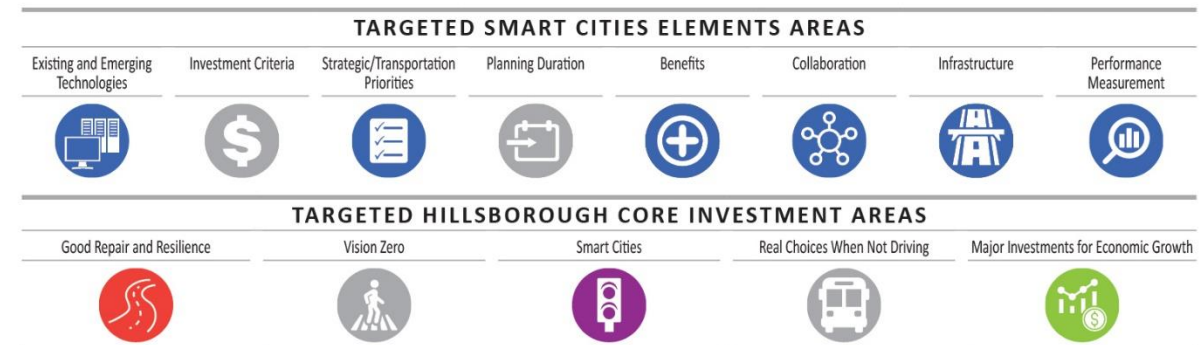 TARGETED SMART CITIES ELEMENTS AREAS
Existing and Emerging
Technologies
Investment Criteria
Strategic/Transportation
Priorities
Planning Duration
Benefits
Collaboration
Infrastructure
Performance
Measurement
$
TARGETED HILLSBOROUGH CORE INVESTMENT AREAS
Good Repair and Resilience
Vision Zero
Smart Cities
Real Choices When Not Driving
Major Investments for Economic Growth
$